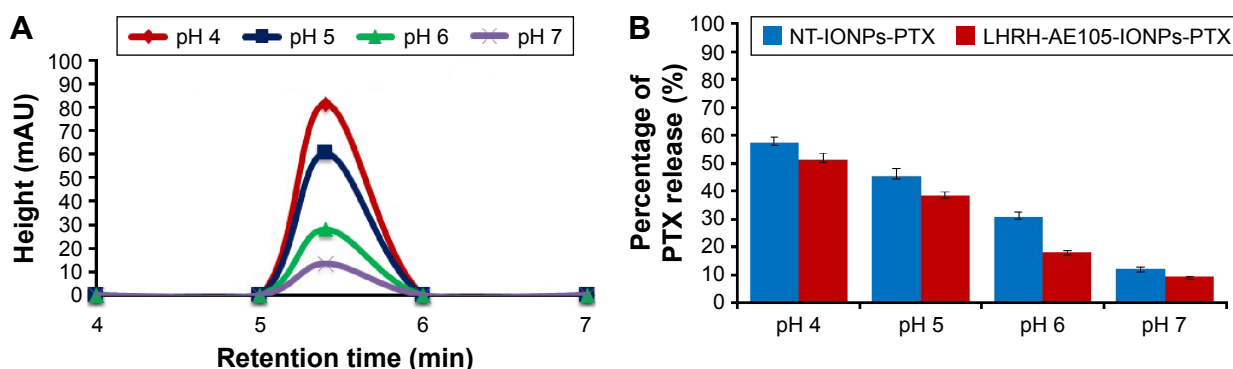 A
pH 4 pH 5 pH 6 pH 7
Height (mAU)
100
90
80
70
60
50
40
30
20
10
0
4 5 6 7
Retention time (min)
B
NT-IONPs-PTX LHRH-AE105-IONPs-PTX
Percentage of
PTX release (%)
100
90
80
70
60
50
40
30
20
10
0
pH 4 pH 5 pH 6 pH 7